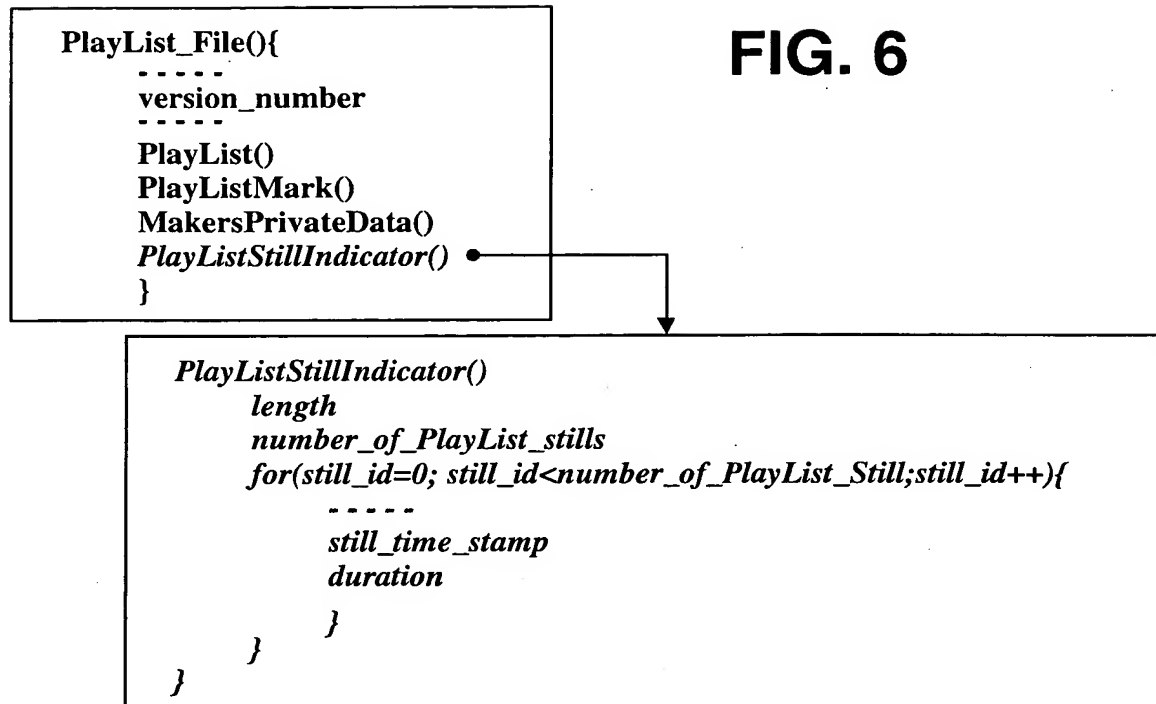 FIG. 6
PlayList_File(){
- - - - -
version_number
- - - - -
PlayList()
PlayListMark()
MakersPrivateData()
PlayListStillIndicator()
}
PlayListStillIndicator()
length
number_of_PlayList_stills
for(still_id=0; still_id<number_of_PlayList_Still;still_id++){
- - - - -
still_time_stamp
duration
}
}
}